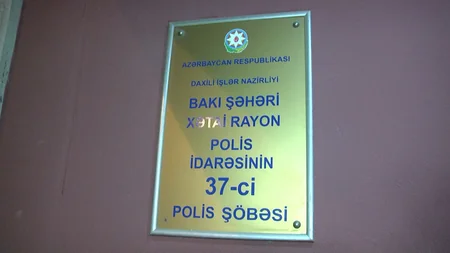 AZƏRBAYCAN RESPUBLİKASI
DAXİLİ İŞLƏR NAZİRLİYİ
BAKI ŞƏHƏRİ
XƏTAİ RAYON
POLİS
İDARƏSİNİN
37-ci
POLİS ŞÖBƏSİ